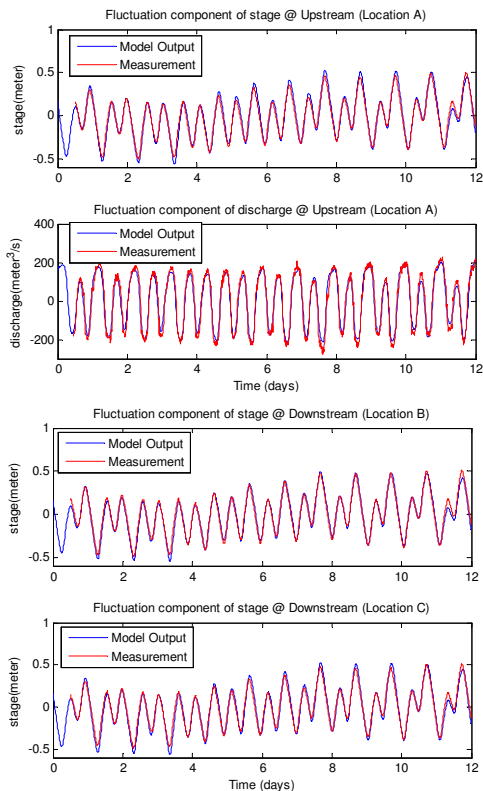 Fluctuation component of stage @ Upstream (Location A)
1
0.5
0
-0.5
stage(meter)
Model Output
Measurement
0 2 4 6 8 10 12
Fluctuation component of discharge @ Upstream (Location A)
400
200
0
-200
discharge(meter³/s)
Model Output
Measurement
0 2 4 6 8 10 12
Time (days)
Fluctuation component of stage @ Downstream (Location B)
1
0.5
0
-0.5
stage(meter)
Model Output
Measurement
0 2 4 6 8 10 12
Fluctuation component of stage @ Downstream (Location C)
1
0.5
0
-0.5
stage(meter)
Model Output
Measurement
0 2 4 6 8 10 12
Time (days)